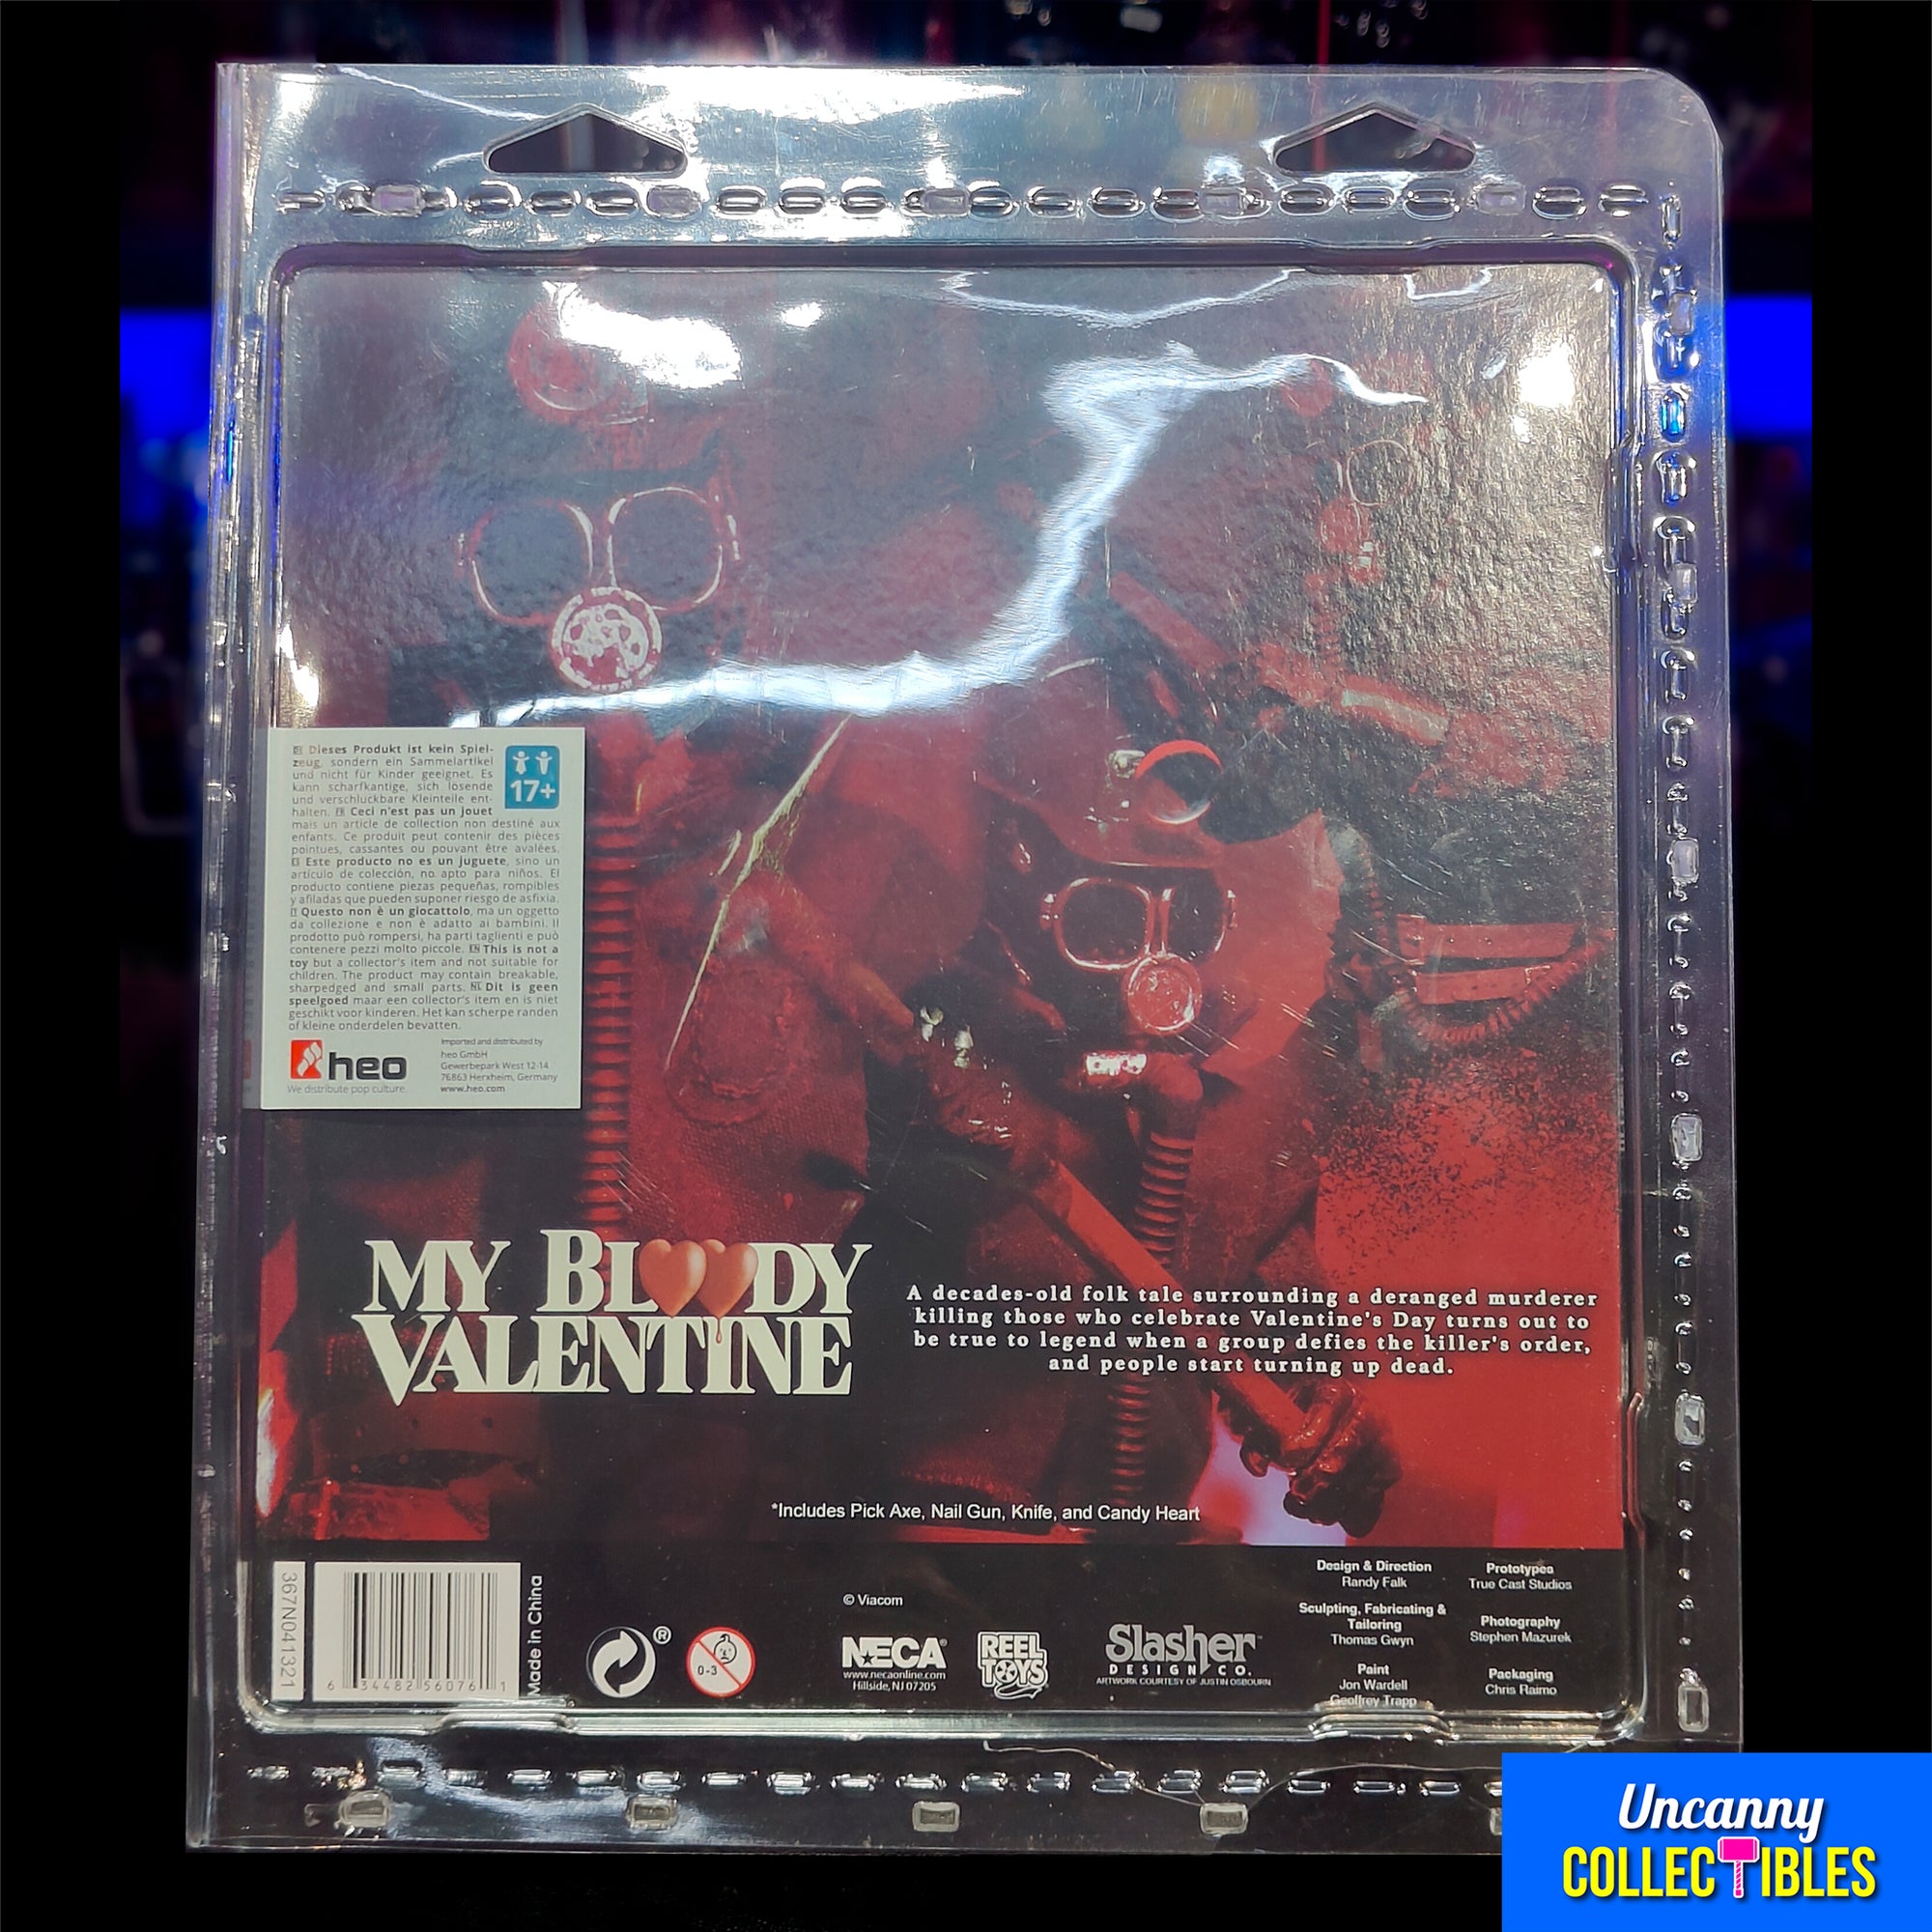 DE Dieses Produkt ist kein Spiel-
zeug, sondern ein Sammelartikel
und nicht für Kinder geeignet. Es
kann scharfkantige, sich lösende
und verschluckbare Kleinteile ent-
halten. FR Ceci n'est pas un jouet
mais un article de collection non destiné aux
enfants. Ce produit peut contenir des pièces
pointues, cassantes ou pouvant être avalées.
ES Este producto no es un juguete, sino un
artículo de colección, no apto para niños. El
producto contiene piezas pequeñas, rompibles
y afiladas que pueden suponer riesgo de asfixia.
IT Questo non è un giocattolo, ma un oggetto
da collezione e non è adatto ai bambini. Il
prodotto può rompersi, ha parti taglienti e può
contenere pezzi molto piccole. EN This is not a
toy but a collector's item and not suitable for
children. The product may contain breakable,
sharpedged and small parts. NL Dit is geen
speelgoed maar een collector's item en is niet
geschikt voor kinderen. Het kan scherpe randen
of kleine onderdelen bevatten.
17+
heo
We distribute pop culture.
Imported and distributed by
heo GmbH
Gewerbepark West 12-14
76863 Herxheim, Germany
www.heo.com
MY BLOODY
VALENTINE
A decades-old folk tale surrounding a deranged murderer
killing those who celebrate Valentine's Day turns out to
be true to legend when a group defies the killer's order,
and people start turning up dead.
*Includes Pick Axe, Nail Gun, Knife, and Candy Heart
367N041321
6 34482 56076 1
Made in China
®
0-3
© Viacom
NECA®
www.necaonline.com
Hillside, NJ 07205
REEL
TOYS
Slasher™
DESIGN CO.
ARTWORK COURTESY OF JUSTIN OSBOURN
Design & Direction
Randy Falk
Sculpting, Fabricating &
Tailoring
Thomas Gwyn
Paint
Jon Wardell
Geoffrey Trapp
Prototypes
True Cast Studios
Photography
Stephen Mazurek
Packaging
Chris Raimo
Uncanny
COLLECTIBLES